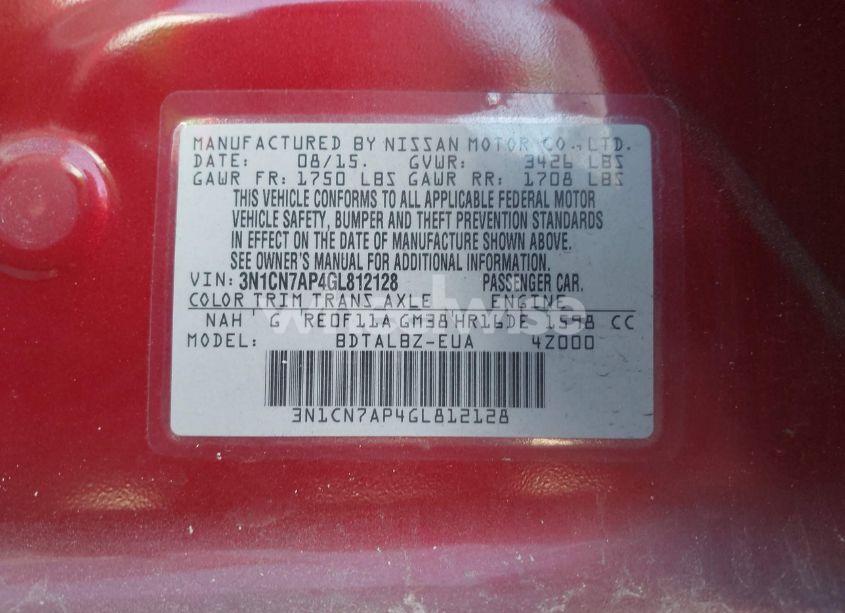 MANUFACTURED BY NISSAN MOTOR CO., LTD.
DATE: 08/15. GVWR: 3426 LBS
GAWR FR: 1750 LBS GAWR RR: 1708 LBS
THIS VEHICLE CONFORMS TO ALL APPLICABLE FEDERAL MOTOR
VEHICLE SAFETY, BUMPER AND THEFT PREVENTION STANDARDS
IN EFFECT ON THE DATE OF MANUFACTURE SHOWN ABOVE.
SEE OWNER'S MANUAL FOR ADDITIONAL INFORMATION.
VIN: 3N1CN7AP4GL812128 PASSENGER CAR.
COLOR TRIM TRANS AXLE ENGINE
NAH G RE0F11A GM38 HR16DE 1598 CC
MODEL: BDTALBZ-EUA 4Z000
3N1CN7AP4GL812128